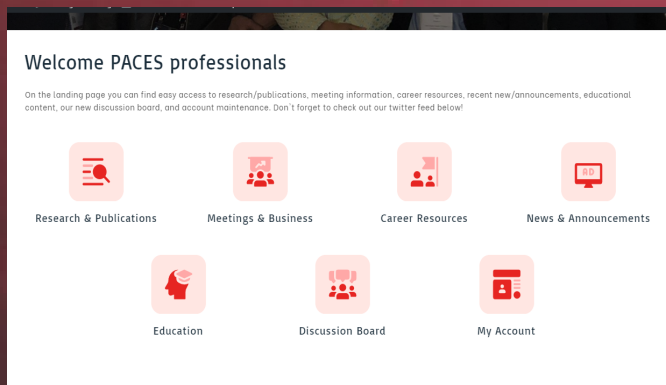 Welcome PACES professionals
On the landing page you can find easy access to research/publications, meeting information, career resources, recent new/announcements, educational
content, our new discussion board, and account maintenance. Don`t forget to check out our twitter feed below!
AD
Research & Publications
Meetings & Business
Career Resources
News & Announcements
Education
Discussion Board
My Account